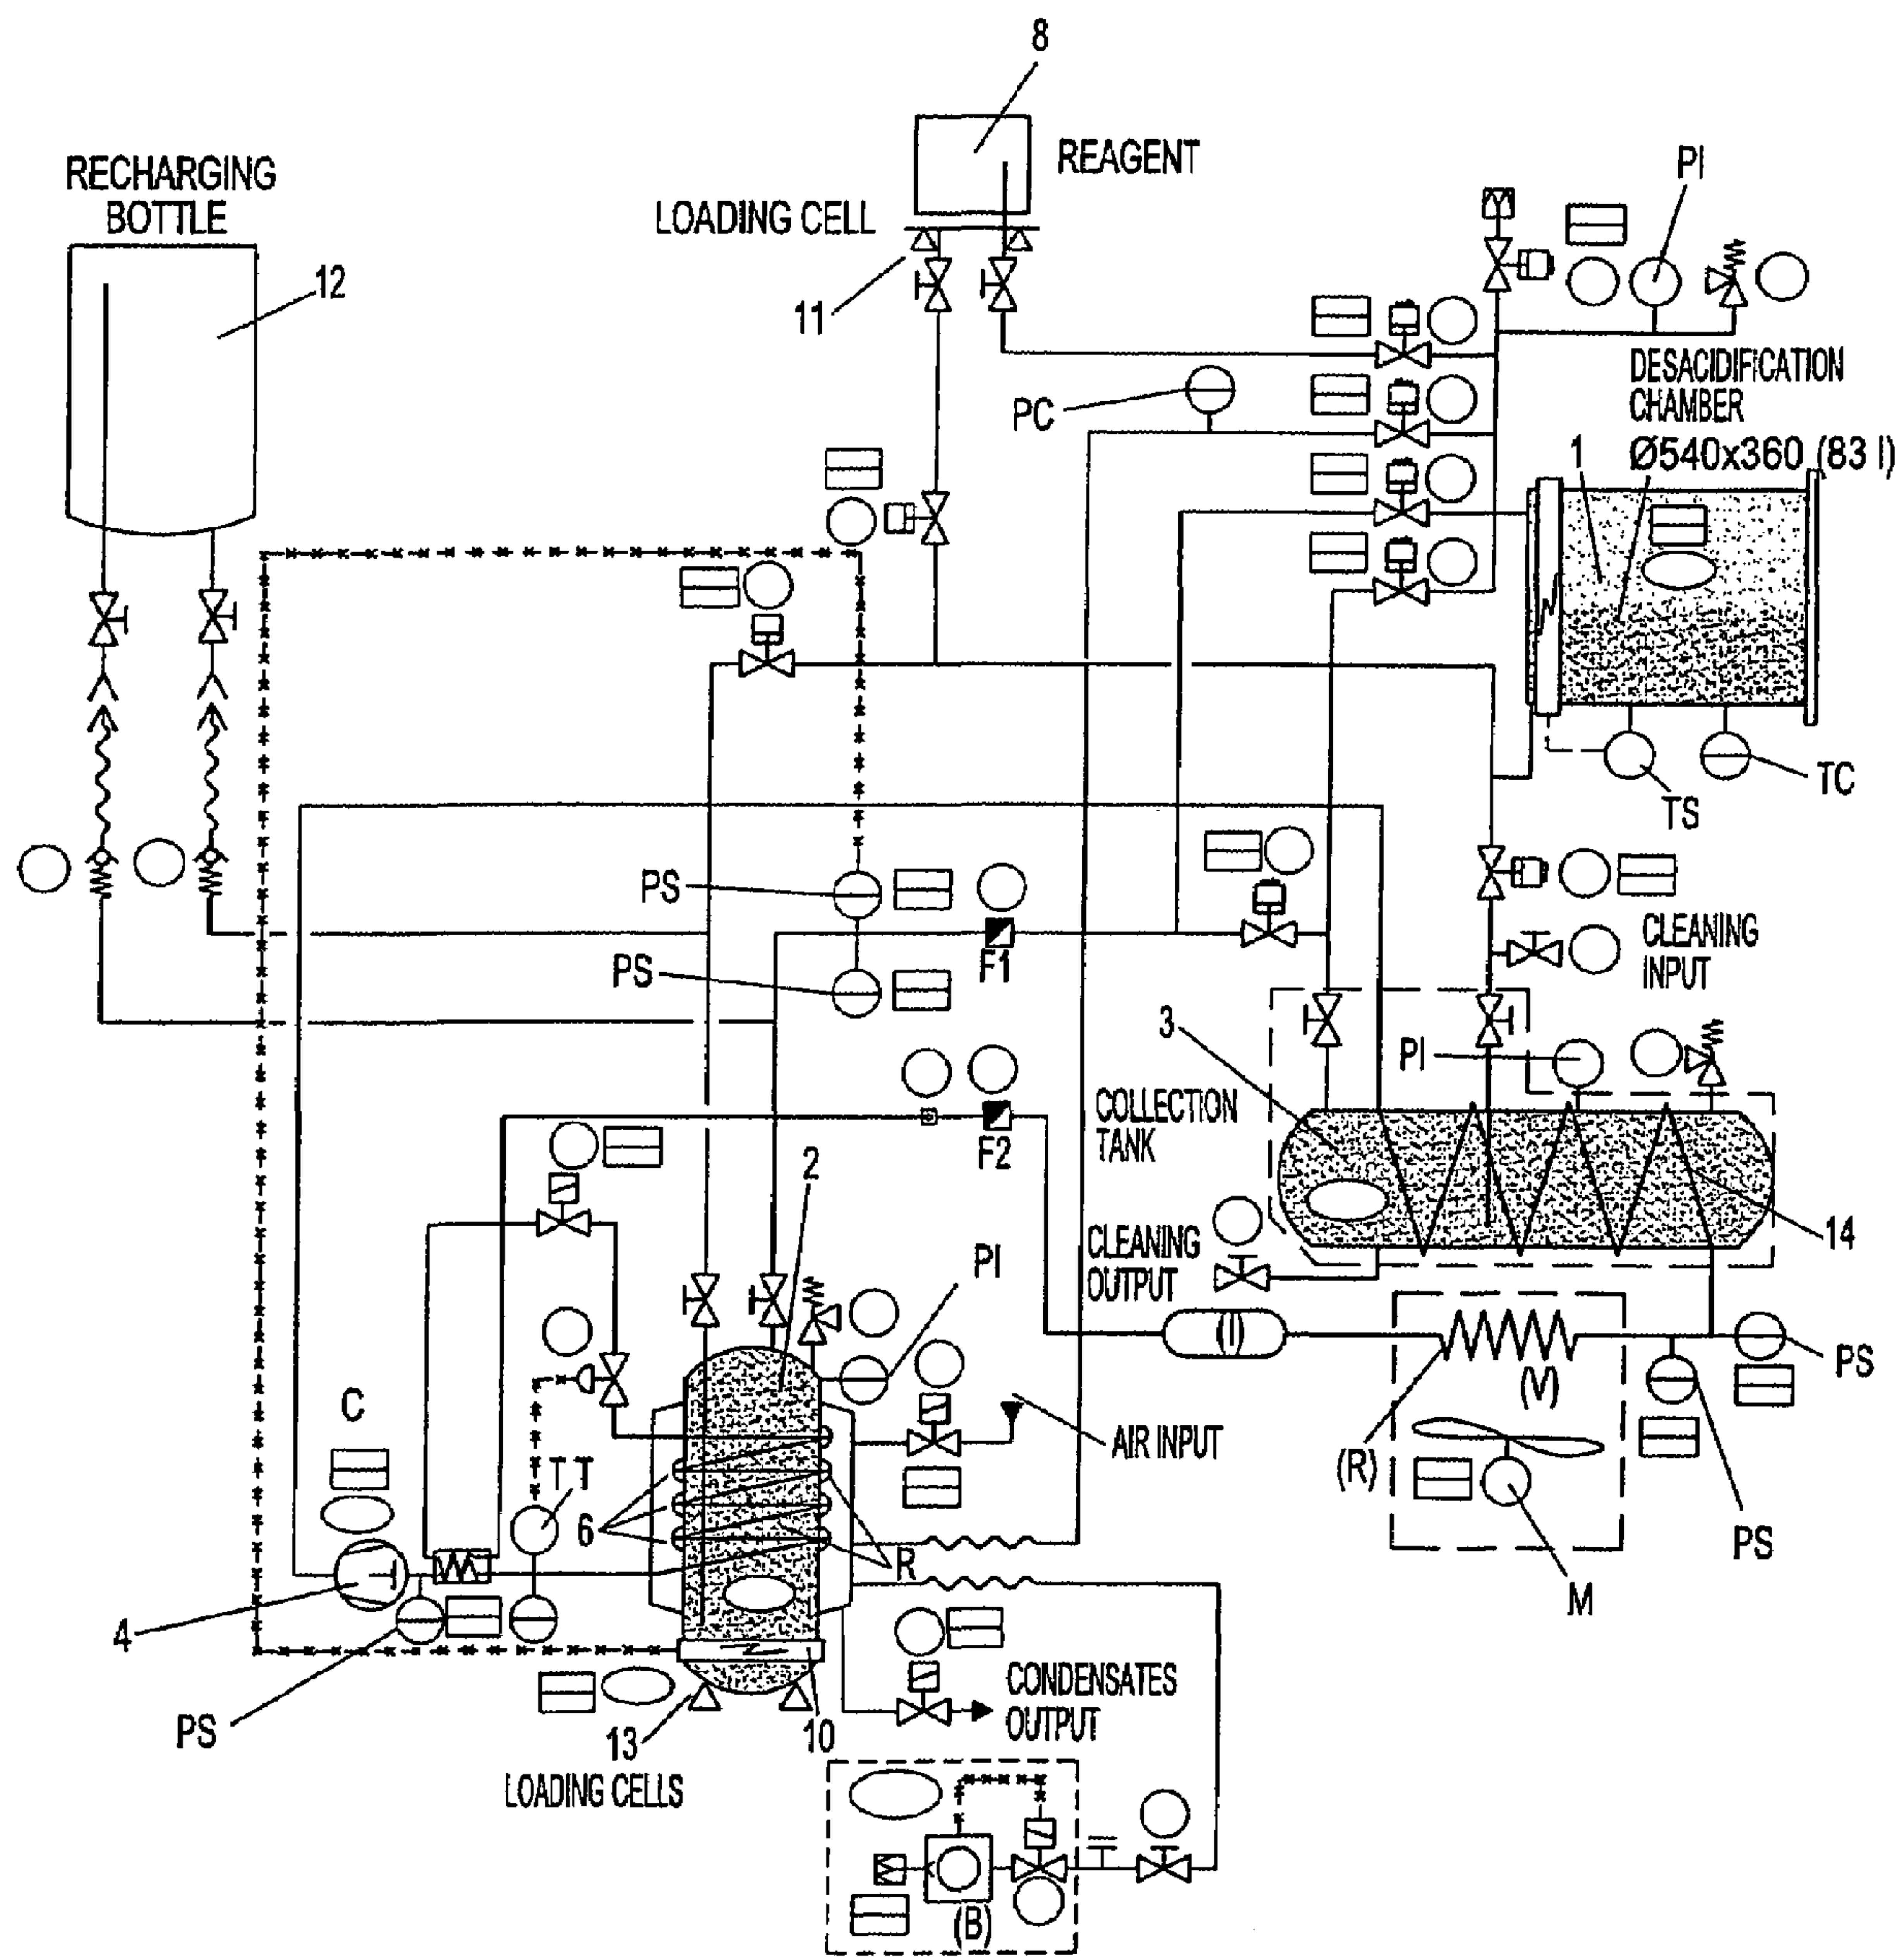 8
RECHARGING
BOTTLE
REAGENT
LOADING CELL
PI
12
11
DESACIDIFICATION
CHAMBER
Ø540x360 (83 l)
1
PC
TS
TC
PS
F1
PS
CLEANING
INPUT
3
PI
COLLECTION
TANK
F2
2
14
CLEANING
OUTPUT
PI
(I)
(V)
PS
C
AIR INPUT
(R)
TT
6
R
PS
4
M
CONDENSATES
OUTPUT
PS
13
10
LOADING CELLS
(B)